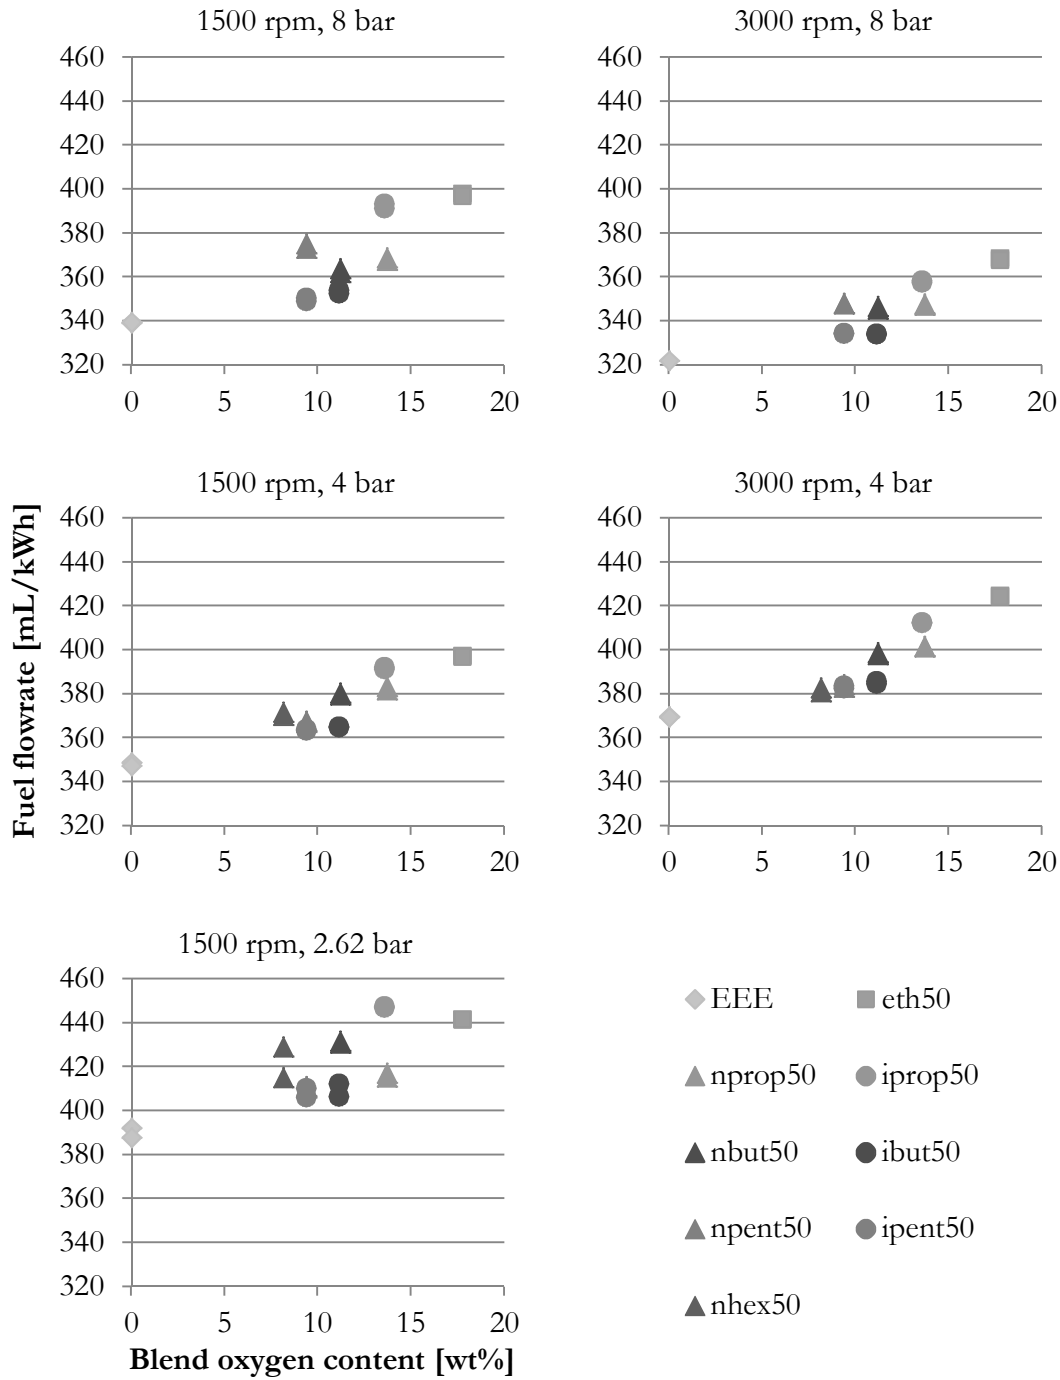 1500 rpm, 8 bar
460
440
420
400
380
360
340
320
0 5 10 15 20
3000 rpm, 8 bar
460
440
420
400
380
360
340
320
0 5 10 15 20
Fuel flowrate [mL/kWh]
1500 rpm, 4 bar
460
440
420
400
380
360
340
320
0 5 10 15 20
3000 rpm, 4 bar
460
440
420
400
380
360
340
320
0 5 10 15 20
1500 rpm, 2.62 bar
460
440
420
400
380
360
340
320
0 5 10 15 20
Blend oxygen content [wt%]
EEE eth50
nprop50 iprop50
nbut50 ibut50
npent50 ipent50
nhex50